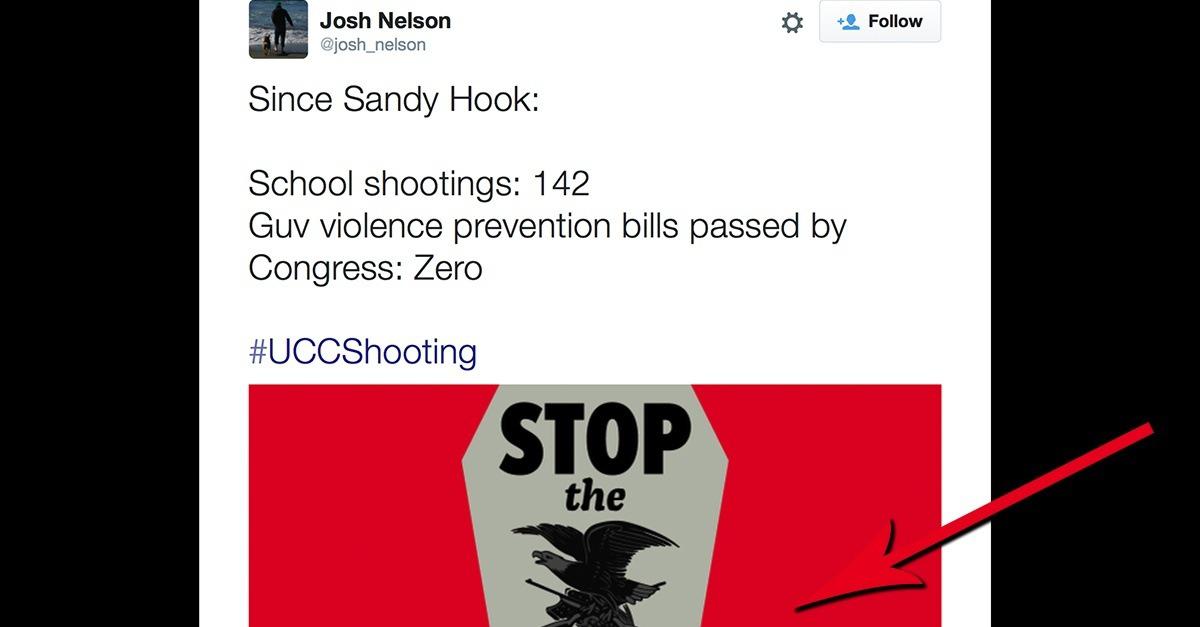 Josh Nelson
@josh_nelson
Follow
Since Sandy Hook:
School shootings: 142
Guv violence prevention bills passed by
Congress: Zero
#UCCShooting
STOP
the